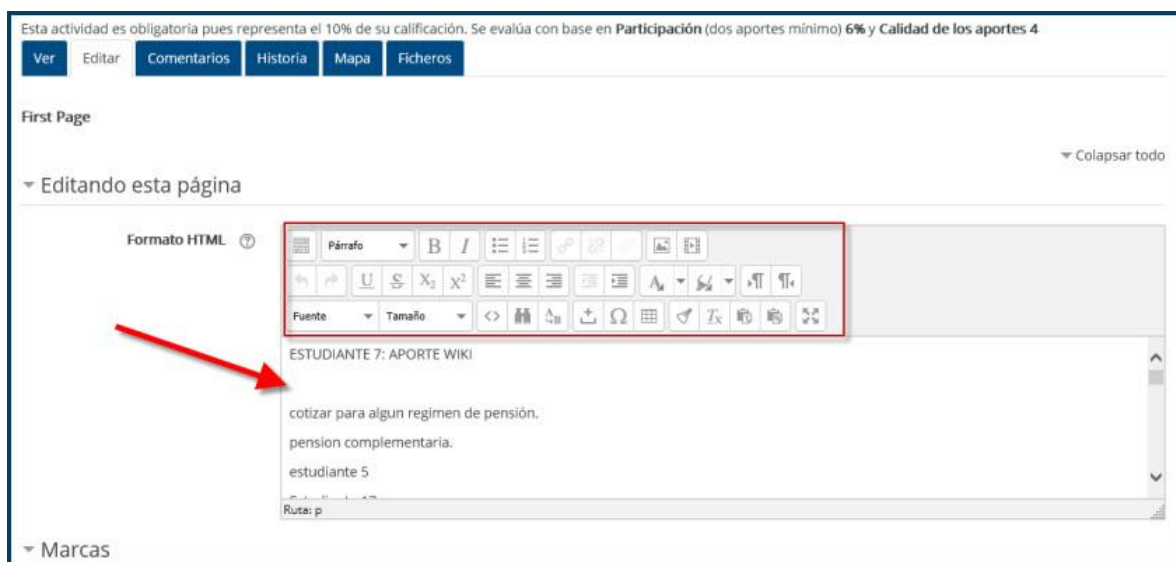 Esta actividad es obligatoria pues representa el 10% de su calificación. Se evalúa con base en Participación (dos aportes mínimo) 6% y Calidad de los aportes 4
Ver Editar Comentarios Historia Mapa Ficheros
First Page
Colapsar todo
Editando esta página
Formato HTML
Párrafo B I
U S X₂ X²
Fuente Tamaño
ESTUDIANTE 7: APORTE WIKI
cotizar para algun regimen de pensión.
pension complementaria.
estudiante 5
Ruta: p
Marcas